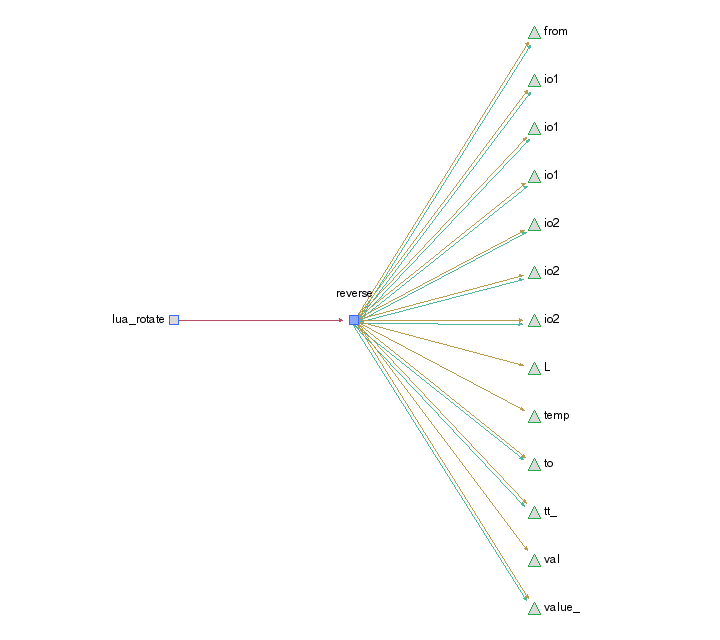 from
io1
io1
io1
io2
io2
reverse
lua_rotate
io2
L
temp
to
tt_
val
value_